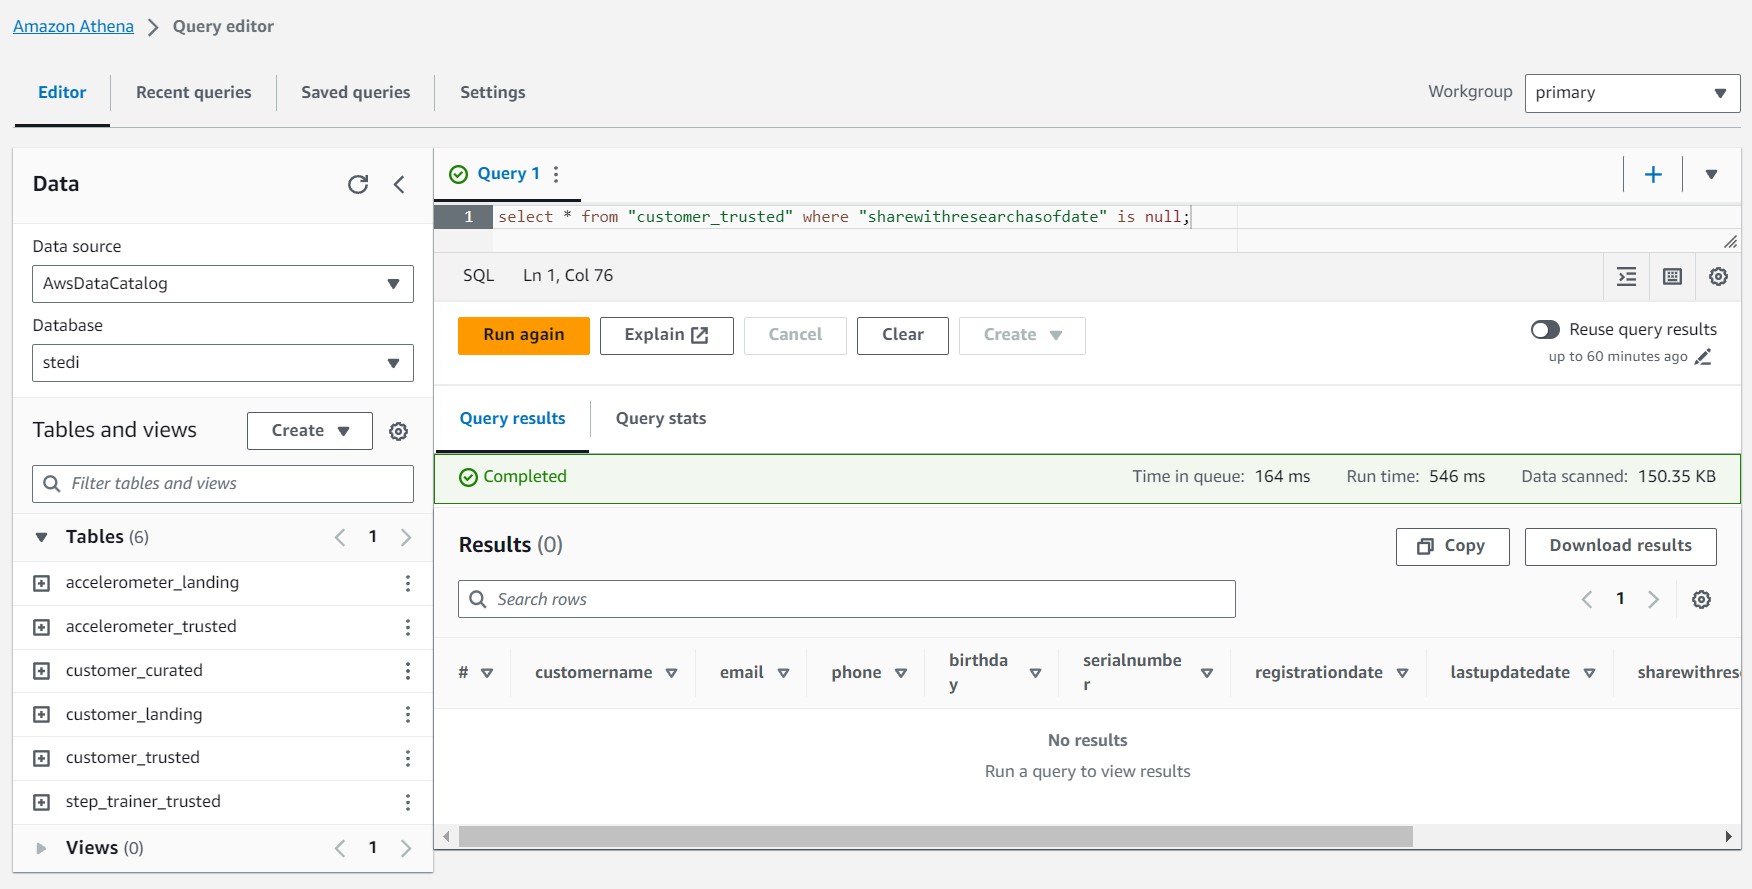 Amazon Athena > Query editor
Editor Recent queries Saved queries Settings
Workgroup primary
Data
Data source
AwsDataCatalog
Database
stedi
Tables and views Create
Filter tables and views
Tables (6) 1
accelerometer_landing
accelerometer_trusted
customer_curated
customer_landing
customer_trusted
step_trainer_trusted
Views (0) 1
Query 1
1 select * from "customer_trusted" where "sharewithresearchasofdate" is null;
SQL Ln 1, Col 76
Run again Explain Cancel Clear Create
Reuse query results
up to 60 minutes ago
Query results Query stats
Completed Time in queue: 164 ms Run time: 546 ms Data scanned: 150.35 KB
Results (0) Copy Download results
Search rows 1
# customername email phone birthda
y serialnumbe
r registrationdate lastupdatedate sharewithres
No results
Run a query to view results